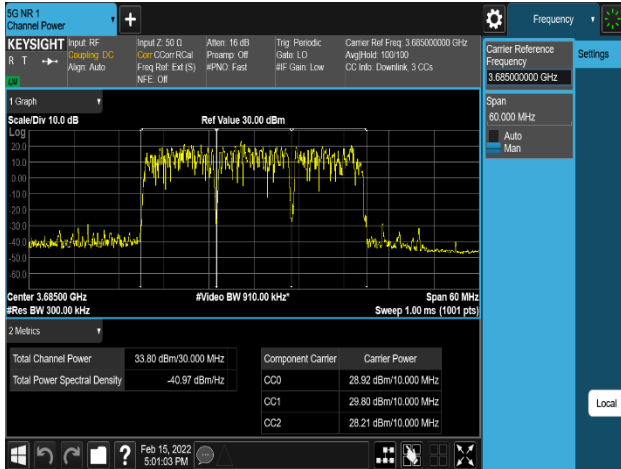 5G NR 1
Channel Power
Frequency
KEYSIGHT
R T
LV
Input: RF
Coupling: DC
Align: Auto
Input Z: 50 Ω
Corr CCorr RCal
Freq Ref: Ext (S)
NFE: Off
Atten: 16 dB
Preamp: Off
#PNO: Fast
Trig: Periodic
Gate: LO
#IF Gain: Low
Carrier Ref Freq: 3.685000000 GHz
Avg|Hold: 100/100
CC Info: Downlink, 3 CCs
Carrier Reference
Frequency
3.685000000 GHz
Settings
Span
60.000 MHz
Auto
Man
1 Graph
Scale/Div 10.0 dB
Ref Value 30.00 dBm
Log
20.0
10.0
0.00
-10.0
-20.0
-30.0
-40.0
-50.0
-60.0
Center 3.68500 GHz
#Video BW 910.00 kHz*
Span 60 MHz
#Res BW 300.00 kHz
Sweep 1.00 ms (1001 pts)
2 Metrics
Total Channel Power 33.80 dBm/30.000 MHz
Total Power Spectral Density -40.97 dBm/Hz
Component Carrier Carrier Power
CC0 28.92 dBm/10.000 MHz
CC1 29.80 dBm/10.000 MHz
CC2 28.21 dBm/10.000 MHz
Local
?
Feb 15, 2022
5:01:03 PM